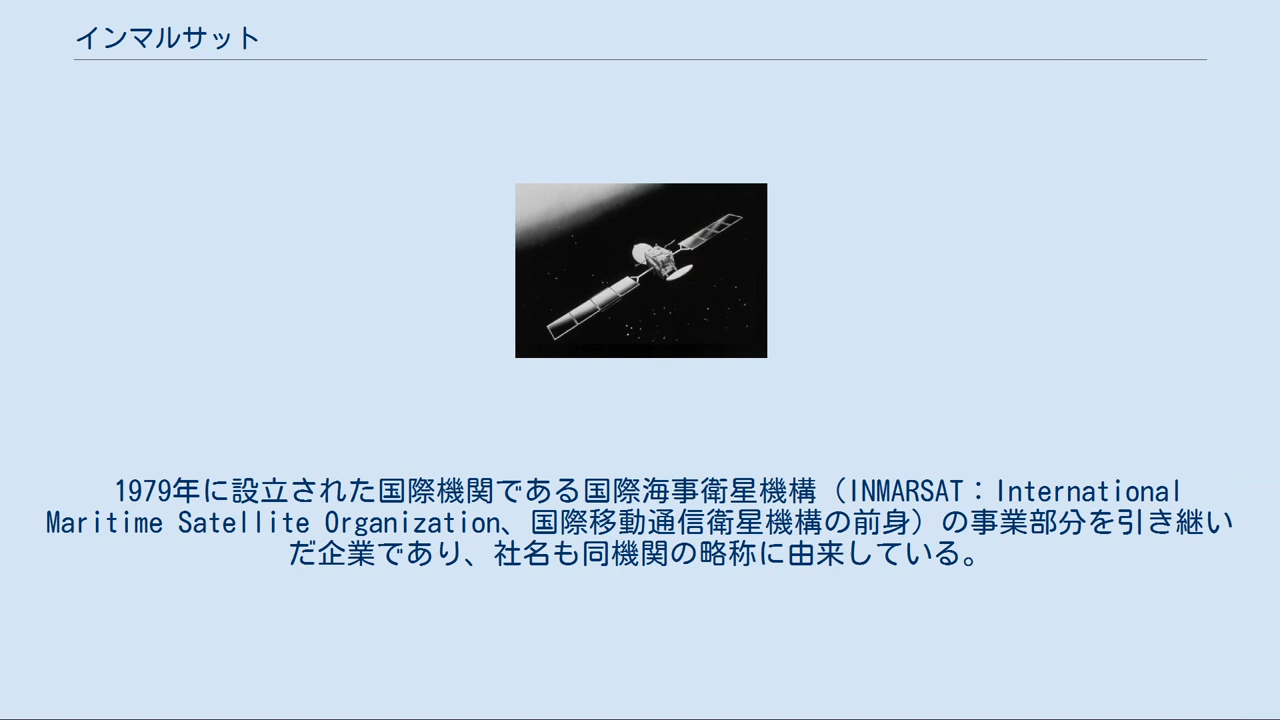 インマルサット
1979年に設立された国際機関である国際海事衛星機構（INMARSAT：International
Maritime Satellite Organization、国際移動通信衛星機構の前身）の事業部分を引き継い
だ企業であり、社名も同機関の略称に由来している。